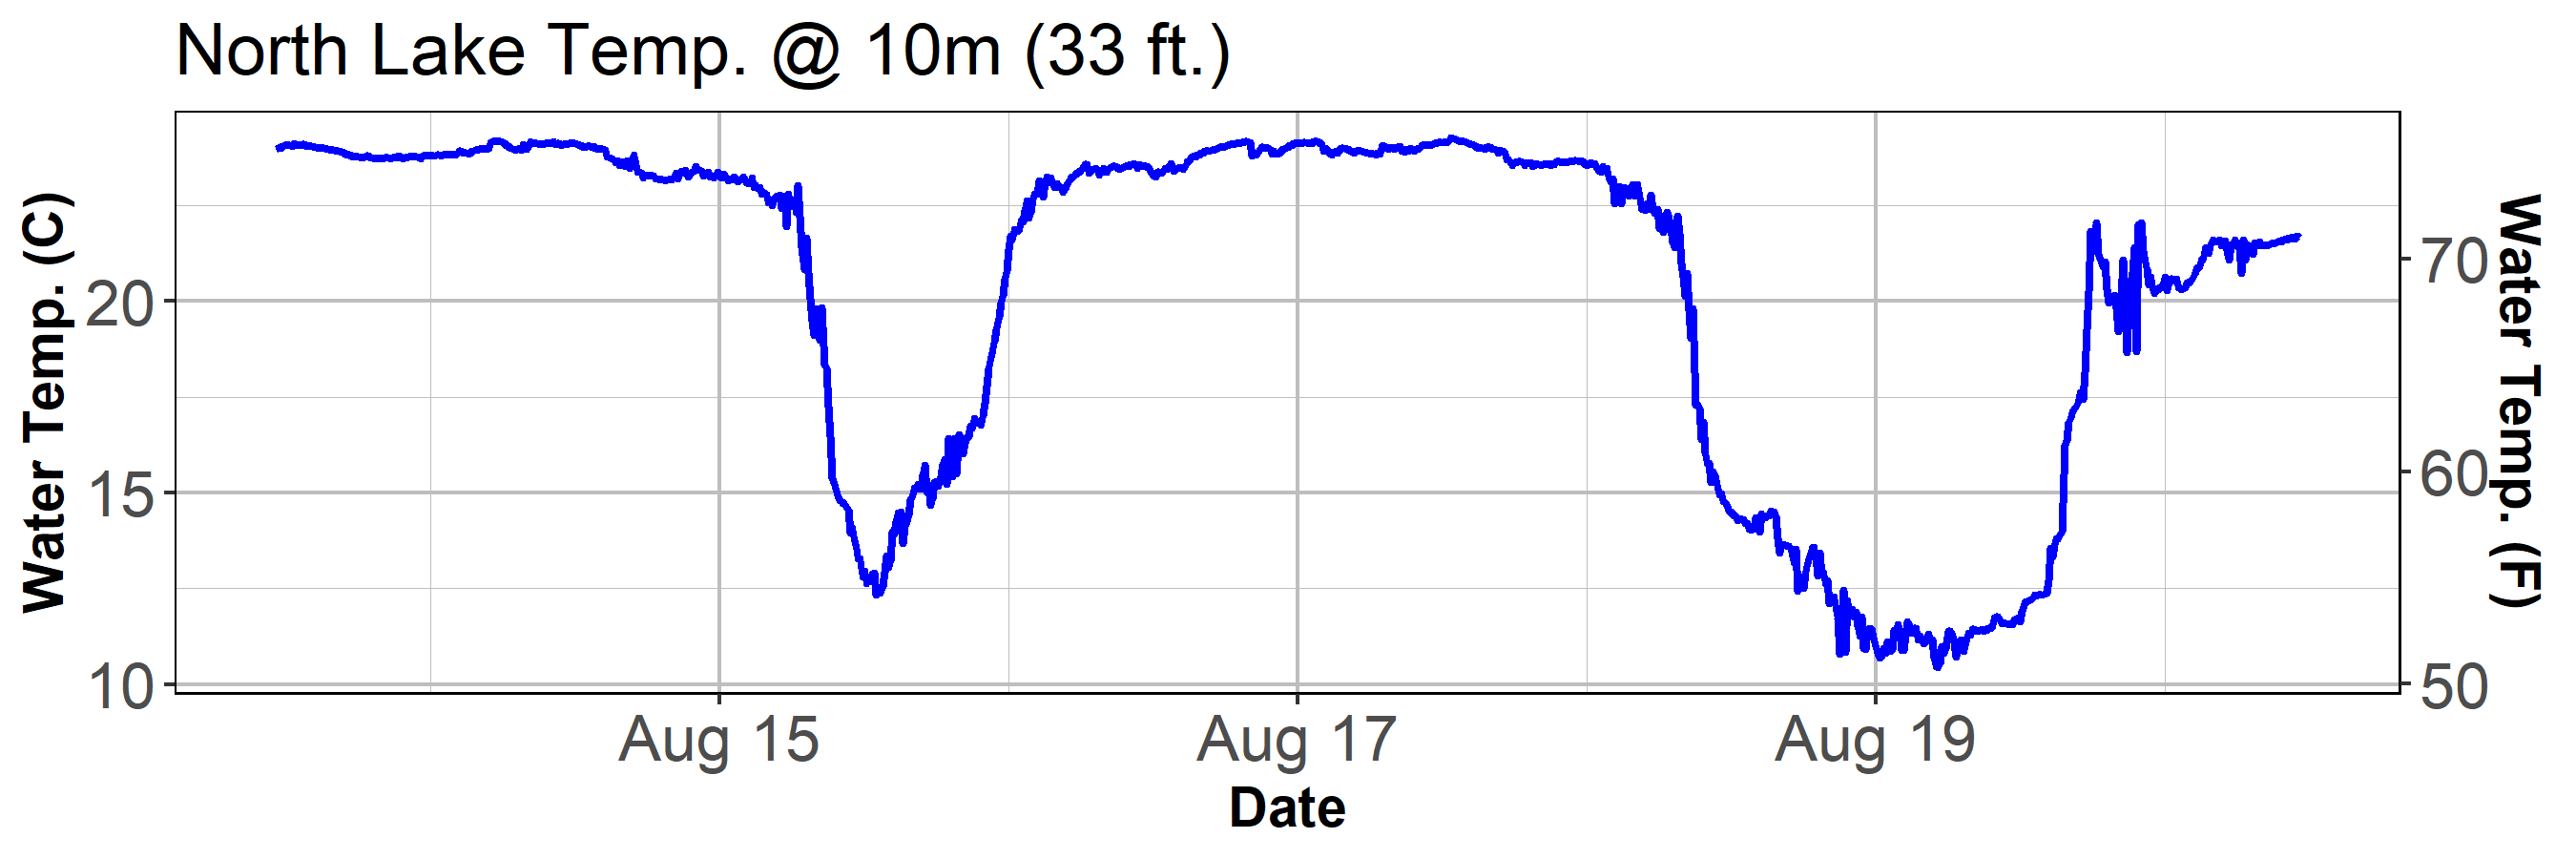 North Lake Temp. @ 10m (33 ft.)
Water Temp. (C)
20
15
10
70
60
50
Water Temp. (F)
Aug 15
Aug 17
Aug 19
Date